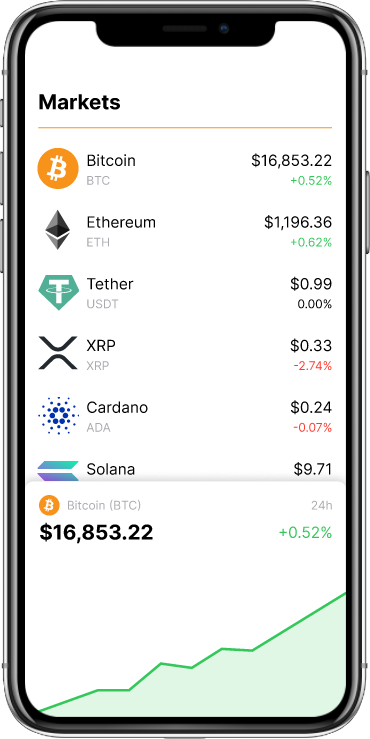 Markets
Bitcoin $16,853.22
BTC +0.52%
Ethereum $1,196.36
ETH +0.62%
Tether $0.99
USDT 0.00%
XRP $0.33
XRP -2.74%
Cardano $0.24
ADA -0.07%
Solana $9.71
Bitcoin (BTC) 24h
$16,853.22 +0.52%